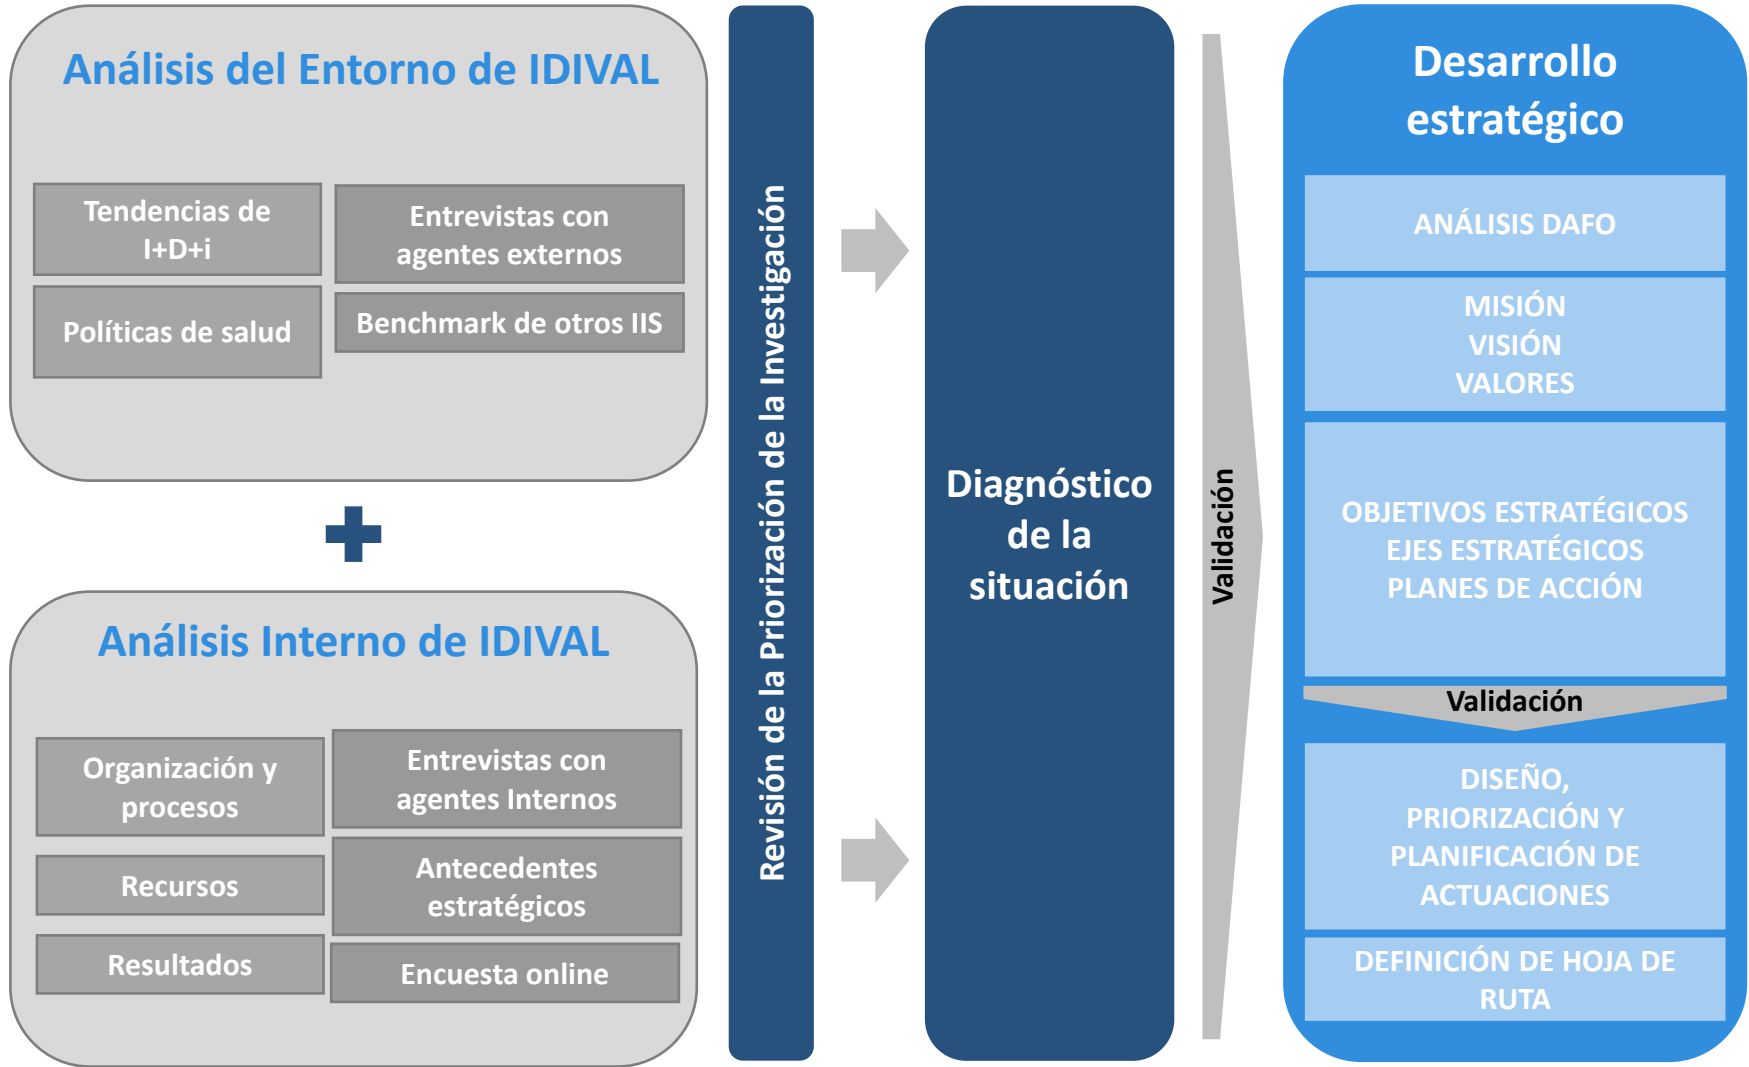 Análisis del Entorno de IDIVAL
Tendencias de
I+D+i
Políticas de salud
Entrevistas con
agentes externos
Benchmark de otros IIS
Análisis Interno de IDIVAL
Organización y
procesos
Recursos
Resultados
Entrevistas con
agentes Internos
Antecedentes
estratégicos
Encuesta online
Revisión de la Priorización de la Investigación
Diagnóstico
de la
situación
Validación
Desarrollo
estratégico
ANÁLISIS DAFO
MISIÓN
VISIÓN
VALORES
OBJETIVOS ESTRATÉGICOS
EJES ESTRATÉGICOS
PLANES DE ACCIÓN
Validación
DISEÑO,
PRIORIZACIÓN Y
PLANIFICACIÓN DE
ACTUACIONES
DEFINICIÓN DE HOJA DE
RUTA